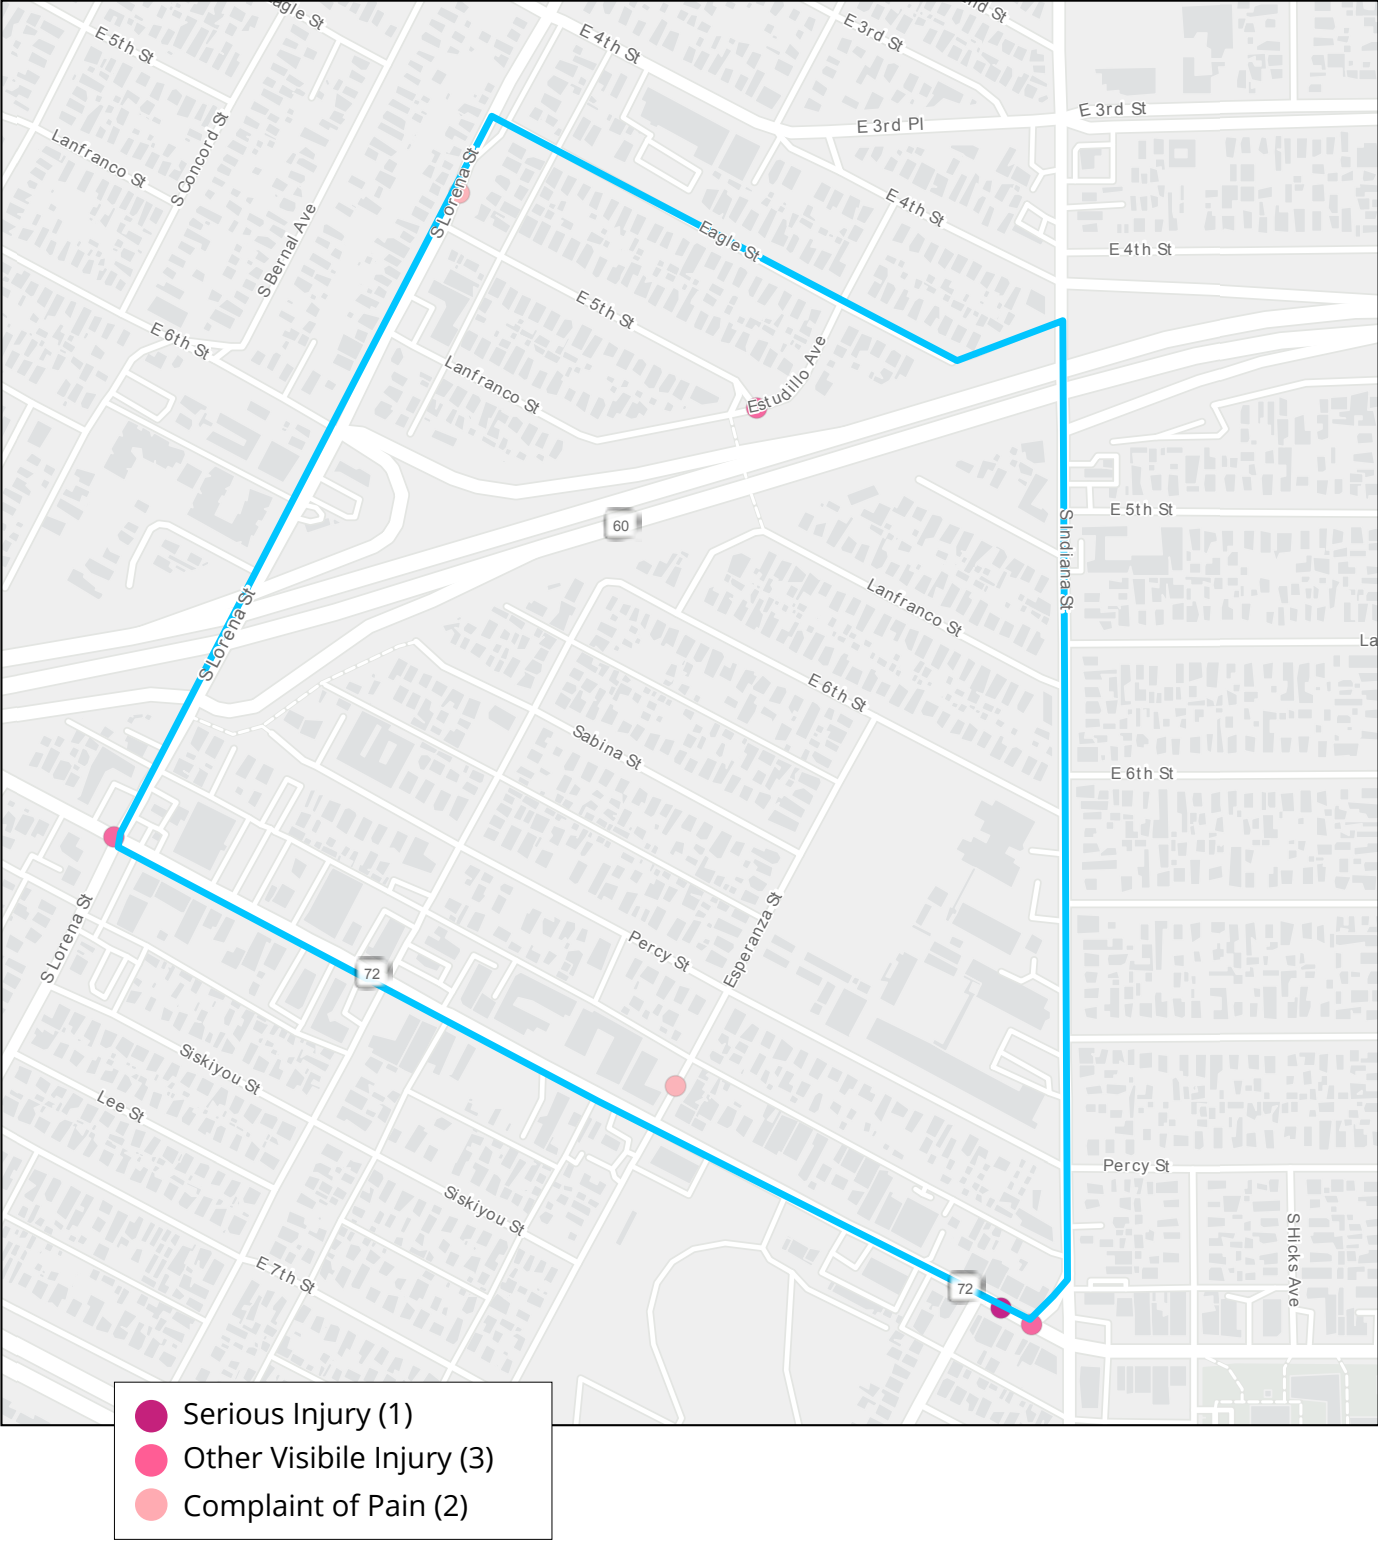 agle St
nd St
E 5th St
E 4th St
E 3rd St
E 3rd Pl
E 3rd St
Lanfranco St
S Concord St
S Lorena St
S Bernal Ave
E 4th St
Eagle St
E 4th St
E 6th St
E 5th St
Lanfranco St
Estudillo Ave
60
E 5th St
S Indiana St
Lanfranco St
S Lorena St
La
E 6th St
Sabina St
E 6th St
S Lorena St
Esperanza St
Percy St
72
Siskiyou St
Lee St
Percy St
Siskiyou St
S Hicks Ave
E 7th St
72
Serious Injury (1)
Other Visibile Injury (3)
Complaint of Pain (2)